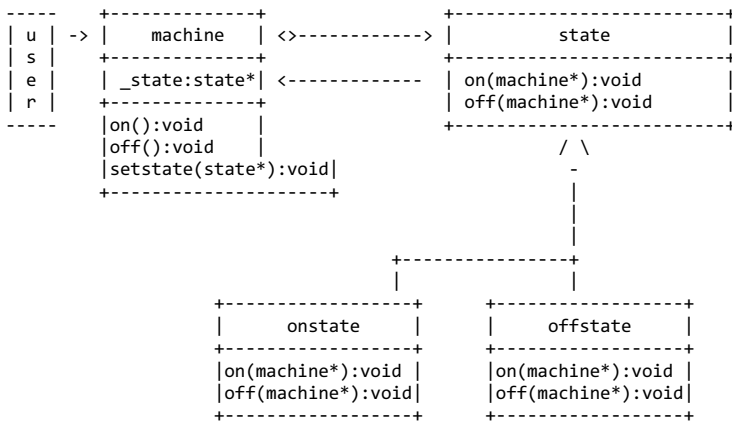 user
machine
_state:state*
on():void
off():void
setstate(state*):void
state
on(machine*):void
off(machine*):void
onstate
on(machine*):void
off(machine*):void
offstate
on(machine*):void
off(machine*):void